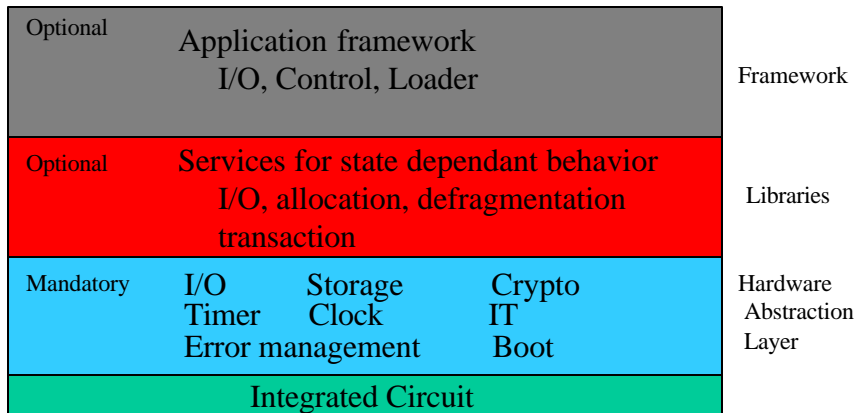 Optional
Application framework
I/O, Control, Loader
Framework
Optional
Services for state dependant behavior
I/O, allocation, defragmentation
transaction
Libraries
Mandatory
I/O Storage Crypto
Timer Clock IT
Error management Boot
Hardware
Abstraction
Layer
Integrated Circuit